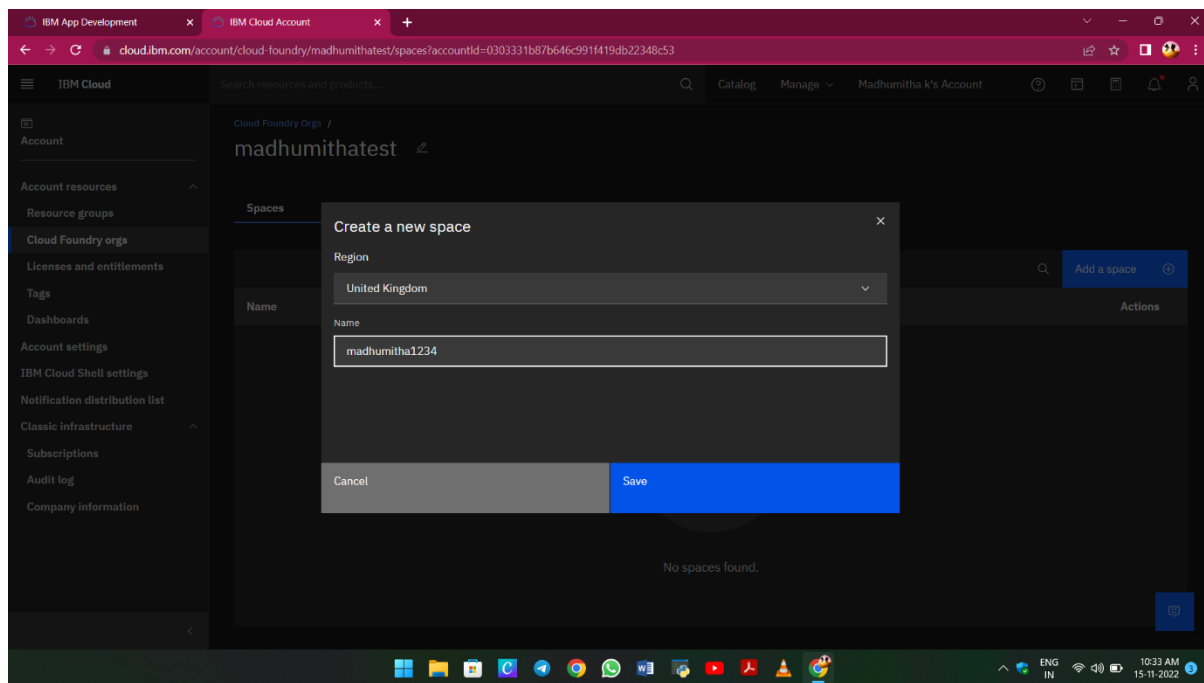 IBM App Development
IBM Cloud Account
cloud.ibm.com/account/cloud-foundry/madhumithatest/spaces?accountId=0303331b87b646c991f419db22348c53
IBM Cloud
Search resources and products...
Catalog
Manage
Madhumitha k's Account
Account
Account resources
Resource groups
Cloud Foundry orgs
Licenses and entitlements
Tags
Dashboards
Account settings
IBM Cloud Shell settings
Notification distribution list
Classic infrastructure
Subscriptions
Audit log
Company information
Cloud Foundry Orgs /
madhumithatest
Spaces
Add a space
Name
Actions
Create a new space
Region
United Kingdom
Name
madhumitha1234
Cancel
Save
No spaces found.
ENG
IN
10:33 AM
15-11-2022
3